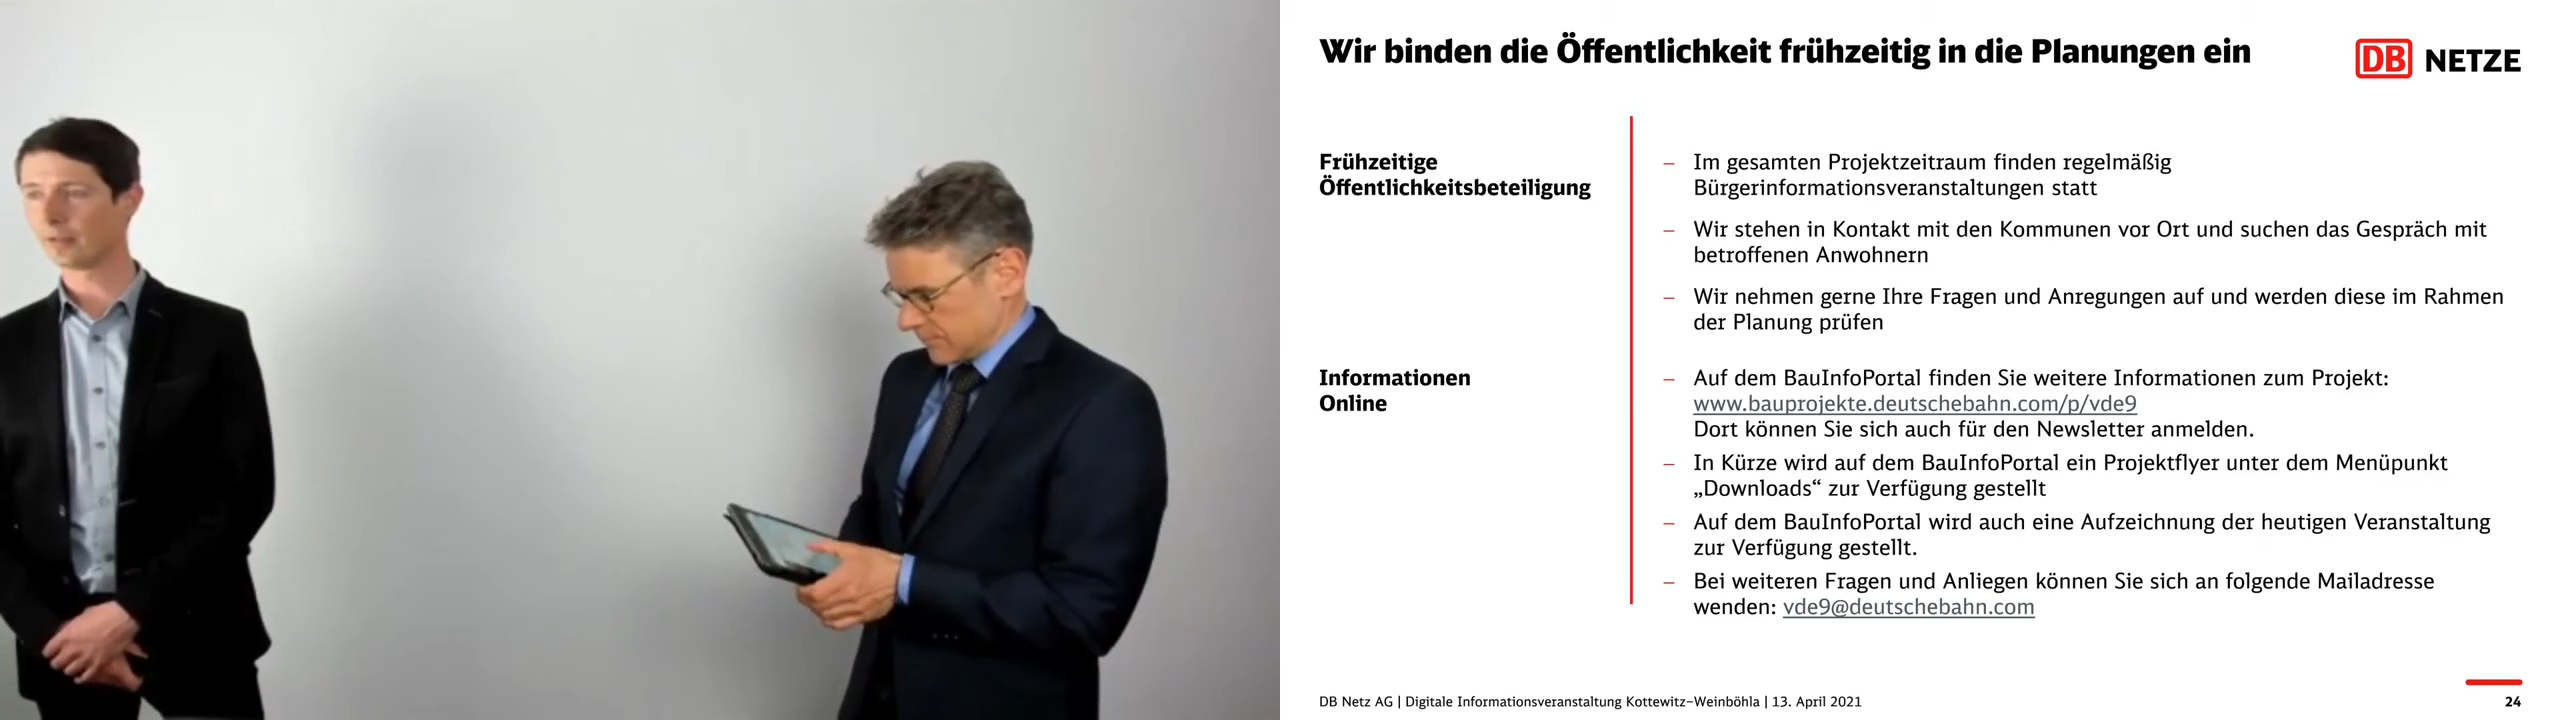 Wir binden die Öffentlichkeit frühzeitig in die Planungen ein
DB NETZE
Frühzeitige
Öffentlichkeitsbeteiligung
– Im gesamten Projektzeitraum finden regelmäßig
Bürgerinformationsveranstaltungen statt
– Wir stehen in Kontakt mit den Kommunen vor Ort und suchen das Gespräch mit
betroffenen Anwohnern
– Wir nehmen gerne Ihre Fragen und Anregungen auf und werden diese im Rahmen
der Planung prüfen
Informationen
Online
– Auf dem BauInfoPortal finden Sie weitere Informationen zum Projekt:
www.bauprojekte.deutschebahn.com/p/vde9
Dort können Sie sich auch für den Newsletter anmelden.
– In Kürze wird auf dem BauInfoPortal ein Projektflyer unter dem Menüpunkt
„Downloads“ zur Verfügung gestellt
– Auf dem BauInfoPortal wird auch eine Aufzeichnung der heutigen Veranstaltung
zur Verfügung gestellt.
– Bei weiteren Fragen und Anliegen können Sie sich an folgende Mailadresse
wenden: vde9@deutschebahn.com
DB Netz AG | Digitale Informationsveranstaltung Kottewitz–Weinböhla | 13. April 2021
24